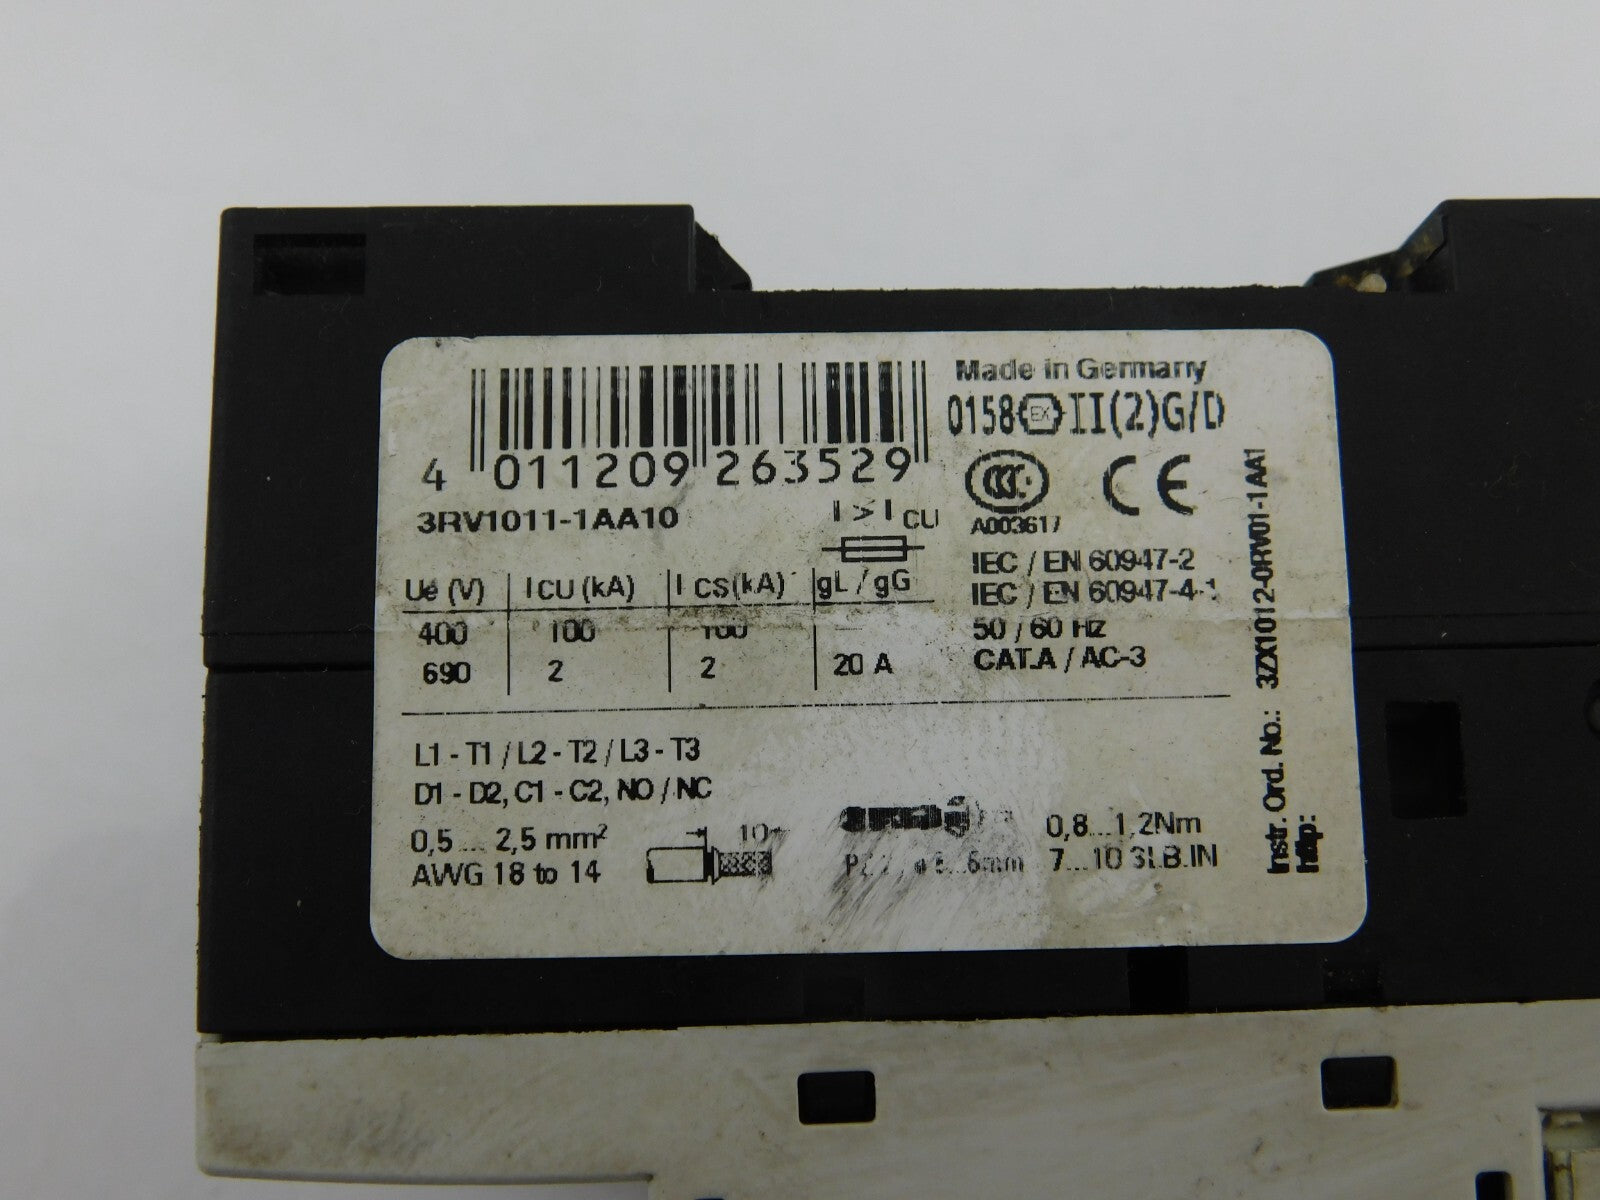 Made in Germany
0158 EX II(2)G/D
4 011209 263529
3RV1011-1AA10
I > I CU
A003617
CE
IEC / EN 60947-2
IEC / EN 60947-4-1
50 / 60 Hz
CAT.A / AC-3
Ue (V) ICU (kA) I CS(kA) gL / gG
400 100 100 —
690 2 2 20 A
L1 - T1 / L2 - T2 / L3 - T3
D1 - D2, C1 - C2, NO / NC
0,5 ... 2,5 mm²
AWG 18 to 14
10
6mm
0,8...1,2Nm
7...10 3LB.IN
Instr. Ord. No.: 3ZX1012-0RV01-1AA1
http: